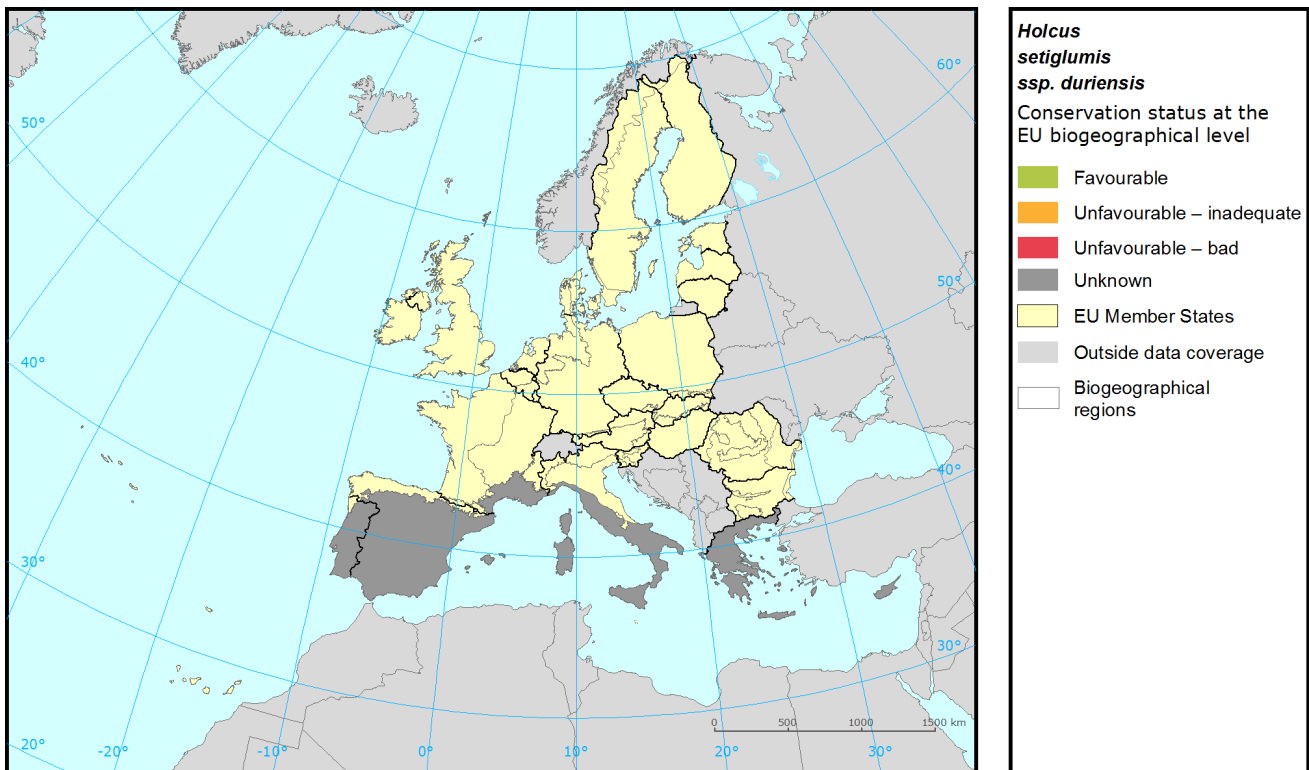 60°
50°
50°
40°
40°
30°
30°
0 500 1000 1500 km
20° -20° -10° 0° 10° 20° 30°
Holcus
setiglumis
ssp. duriensis
Conservation status at the
EU biogeographical level
Favourable
Unfavourable – inadequate
Unfavourable – bad
Unknown
EU Member States
Outside data coverage
Biogeographical
regions